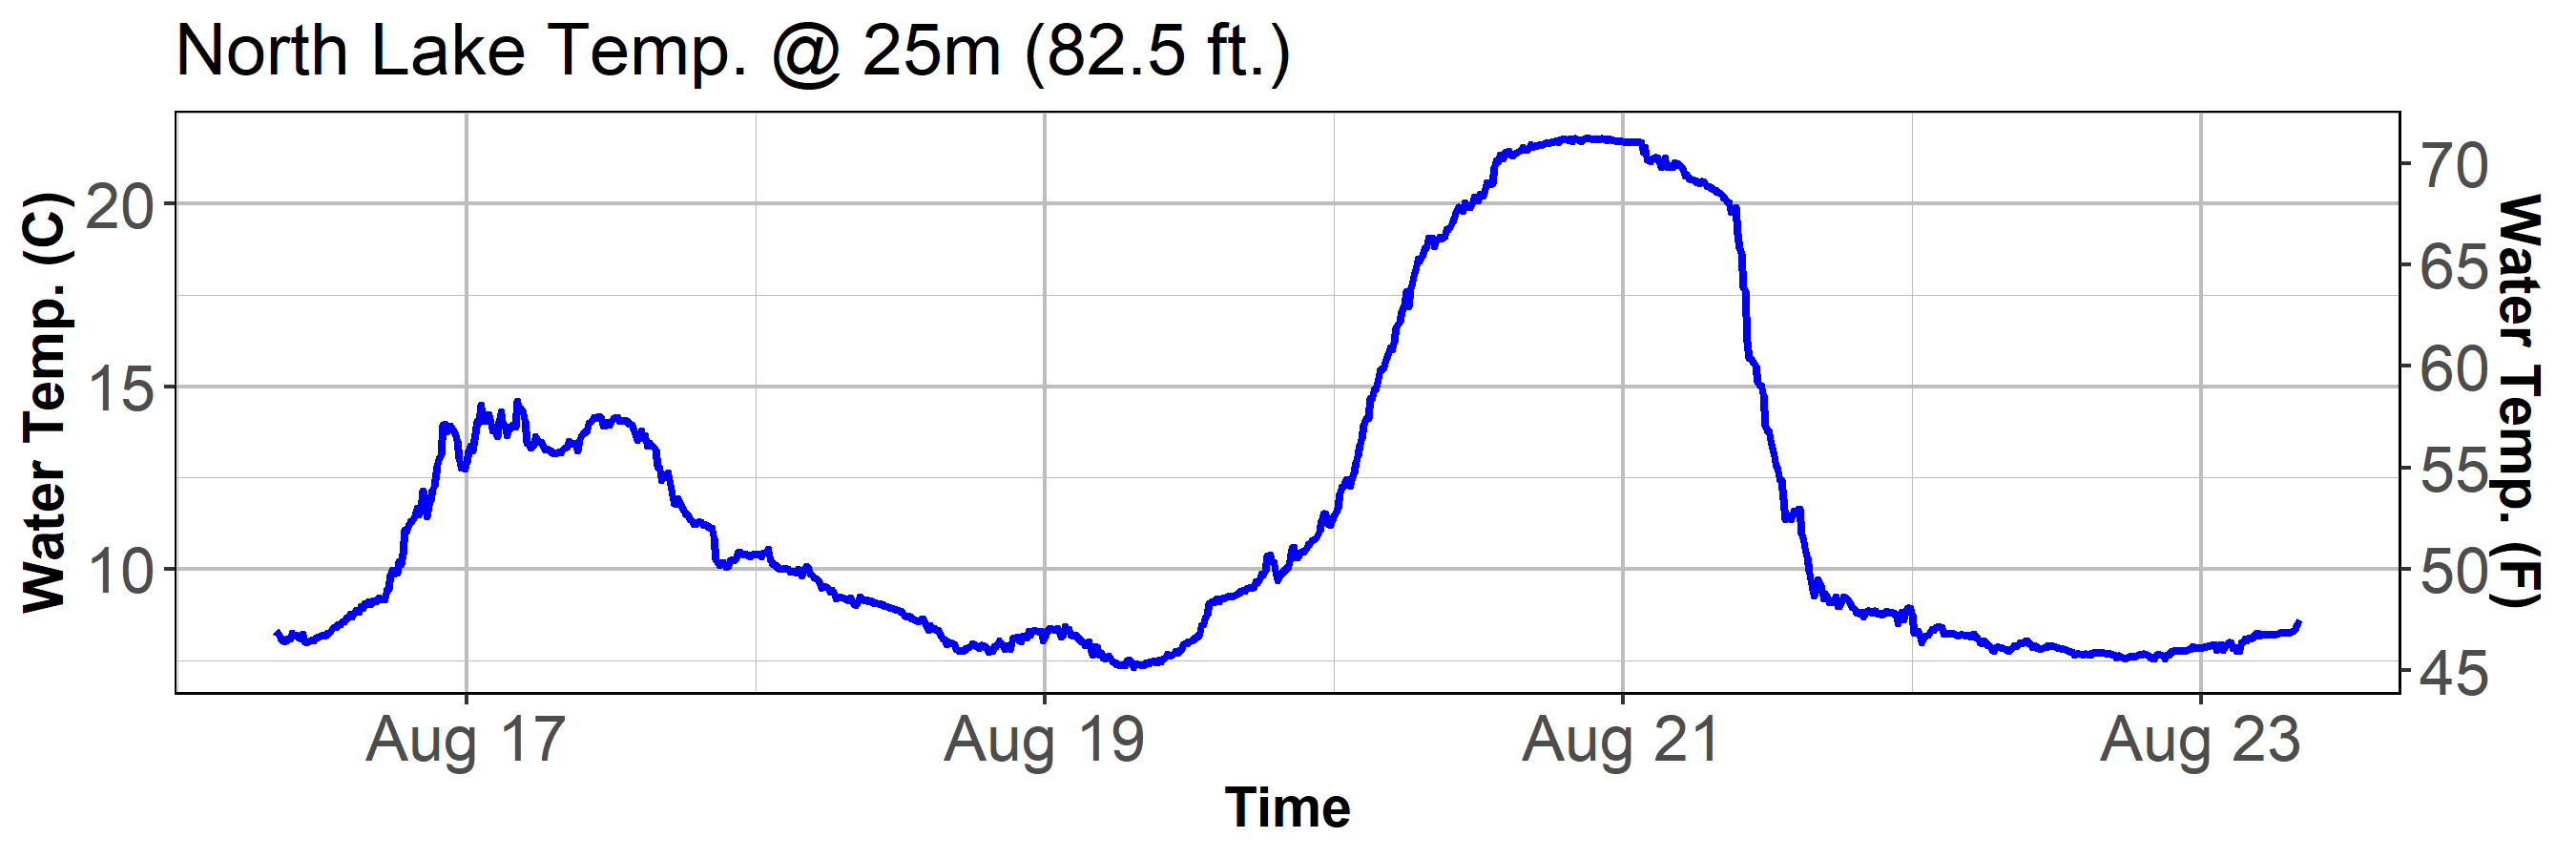 North Lake Temp. @ 25m (82.5 ft.)
Water Temp. (C)
20
15
10
70
65
60
55
50
45
Water Temp. (F)
Aug 17 Aug 19 Aug 21 Aug 23
Time